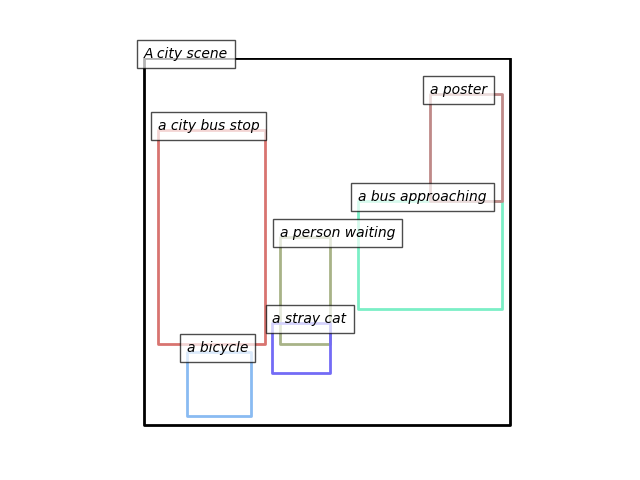 A city scene
a poster
a city bus stop
a bus approaching
a person waiting
a stray cat
a bicycle